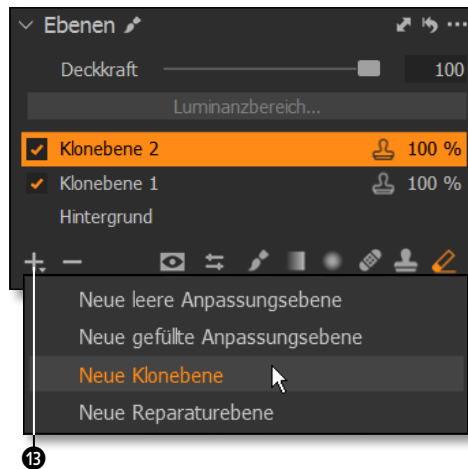 Ebenen
Deckkraft 100
Luminanzbereich...
Klonebene 2 100 %
Klonebene 1 100 %
Hintergrund
Neue leere Anpassungsebene
Neue gefüllte Anpassungsebene
Neue Klonebene
Neue Reparaturebene
⓭